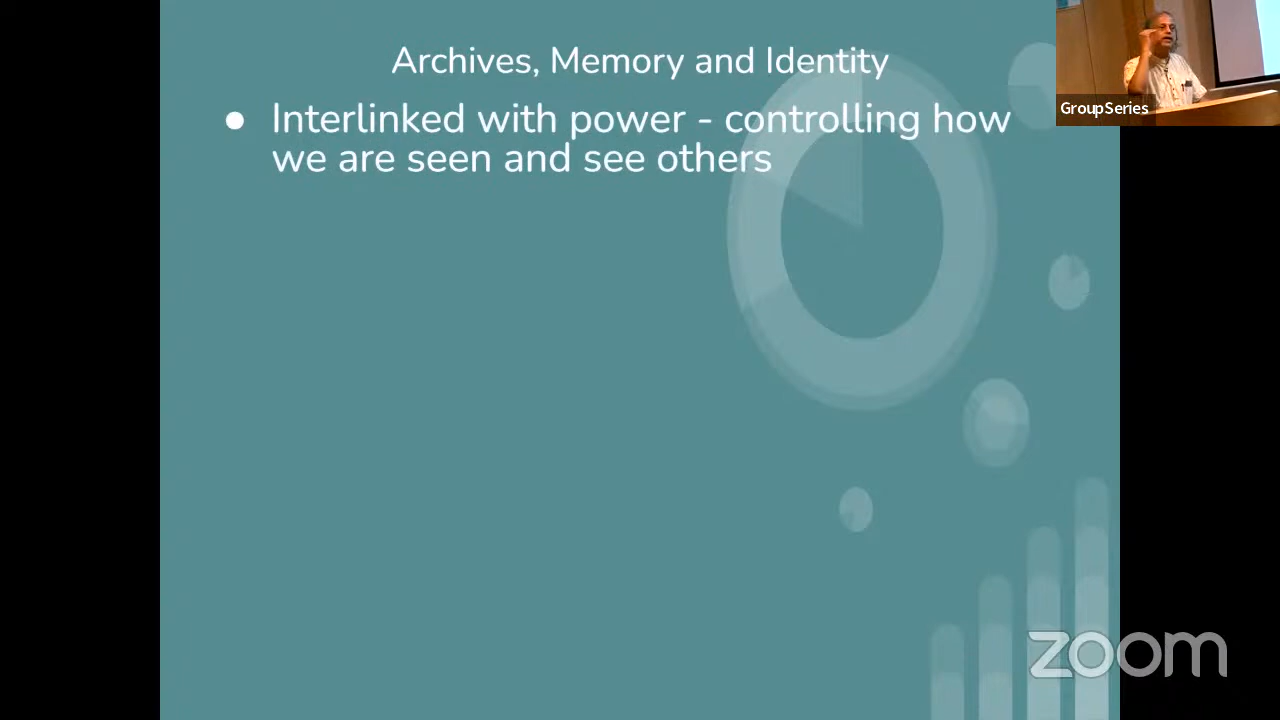 Archives, Memory and Identity
● Interlinked with power - controlling how
we are seen and see others
GroupSeries
zoom